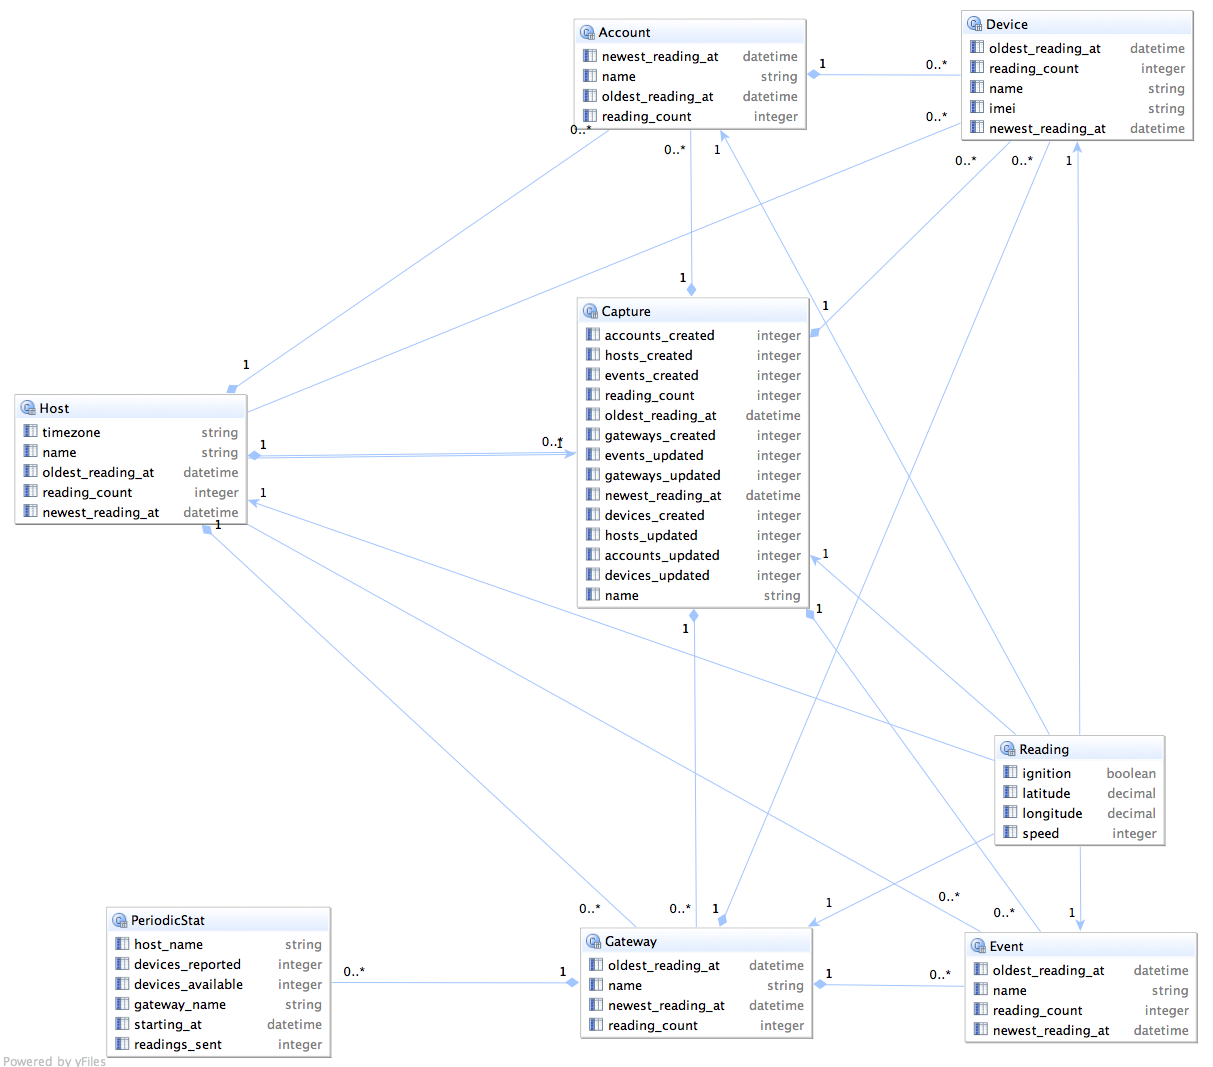 Account
newest_reading_at datetime
name string
oldest_reading_at datetime
reading_count integer
Device
oldest_reading_at datetime
reading_count integer
name string
imei string
newest_reading_at datetime
1 0..*
0..*
0..*
0..* 1
0..* 0..* 1
1
1
1
Capture
accounts_created integer
hosts_created integer
events_created integer
reading_count integer
oldest_reading_at datetime
gateways_created integer
events_updated integer
gateways_updated integer
newest_reading_at datetime
devices_created integer
hosts_updated integer
accounts_updated integer
devices_updated integer
name string
Host
timezone string
name string
oldest_reading_at datetime
reading_count integer
newest_reading_at datetime
1 0..* 1
1
1
1
1
1
Reading
ignition boolean
latitude decimal
longitude decimal
speed integer
0..* 0..* 1 1 0..* 0..* 1
PeriodicStat
host_name string
devices_reported integer
devices_available integer
gateway_name string
starting_at datetime
readings_sent integer
0..* 1
Gateway
oldest_reading_at datetime
name string
newest_reading_at datetime
reading_count integer
1 0..*
Event
oldest_reading_at datetime
name string
reading_count integer
newest_reading_at datetime
Powered by yFiles